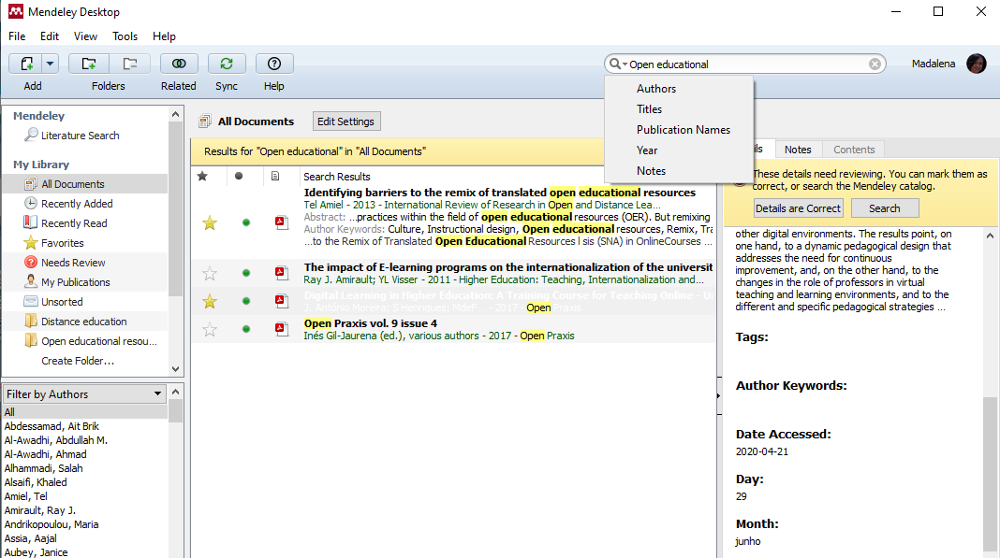 Mendeley Desktop
File Edit View Tools Help
Open educational
Madalena
Add Folders Related Sync Help
Authors
Titles
Publication Names
Year
Notes
Mendeley
Literature Search
My Library
All Documents
Recently Added
Recently Read
Favorites
Needs Review
My Publications
Unsorted
Distance education
Open educational resou...
Create Folder...
Filter by Authors
All
Abdessamad, Ait Brik
Al-Awadhi, Abdullah M.
Al-Awadhi, Ahmad
Alhammadi, Salah
Alsaifi, Khaled
Amiel, Tel
Amirault, Ray J.
Andrikopoulou, Maria
Assia, Aajal
Aubey, Janice
All Documents Edit Settings
Results for "Open educational" in "All Documents"
Search Results
Identifying barriers to the remix of translated open educational resources
Tel Amiel - 2013 - International Review of Research in Open and Distance Lea...
Abstract: ...practices within the field of open educational resources (OER). But remixing
Author Keywords: Culture, Instructional design, Open educational resources, Remix, Tra
...to the Remix of Translated Open Educational Resources l sis (SNA) in OnlineCourses ...
The impact of E-learning programs on the internationalization of the universit
Ray J. Amirault; YL Visser - 2011 - Higher Education: Teaching, Internationalization and...
Digital Learning in Higher Education: A Training Course for Teaching Online - U
J. António Moreira; S Henriques; MdeF... - 2017 - Open Praxis
Open Praxis vol. 9 issue 4
Inés Gil-Jaurena (ed.), various authors - 2017 - Open Praxis
ils Notes Contents
These details need reviewing. You can mark them as
correct, or search the Mendeley catalog.
Details are Correct Search
other digital environments. The results point, on
one hand, to a dynamic pedagogical design that
addresses the need for continuous
improvement, and, on the other hand, to the
changes in the role of professors in virtual
teaching and learning environments, and to the
different and specific pedagogical strategies ...
Tags:
Author Keywords:
Date Accessed:
2020-04-21
Day:
29
Month:
junho